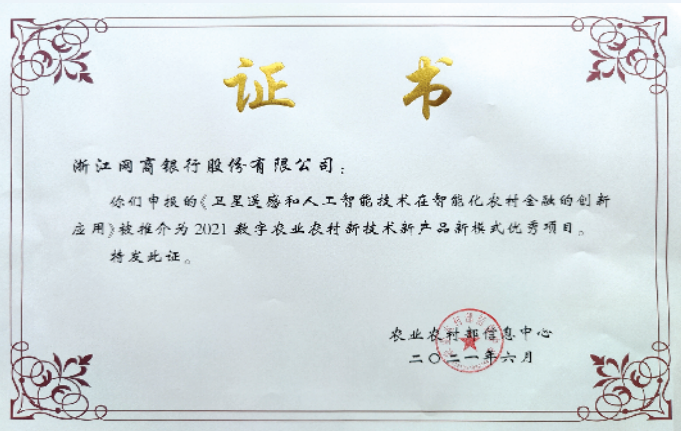 证 书
浙江网商银行股份有限公司：
你们申报的《卫星遥感和人工智能技术在智能化农村金融的创新
应用》被推介为2021数字农业农村新技术新产品新模式优秀项目。
特发此证。
农业农村部信息中心
二〇二一年六月